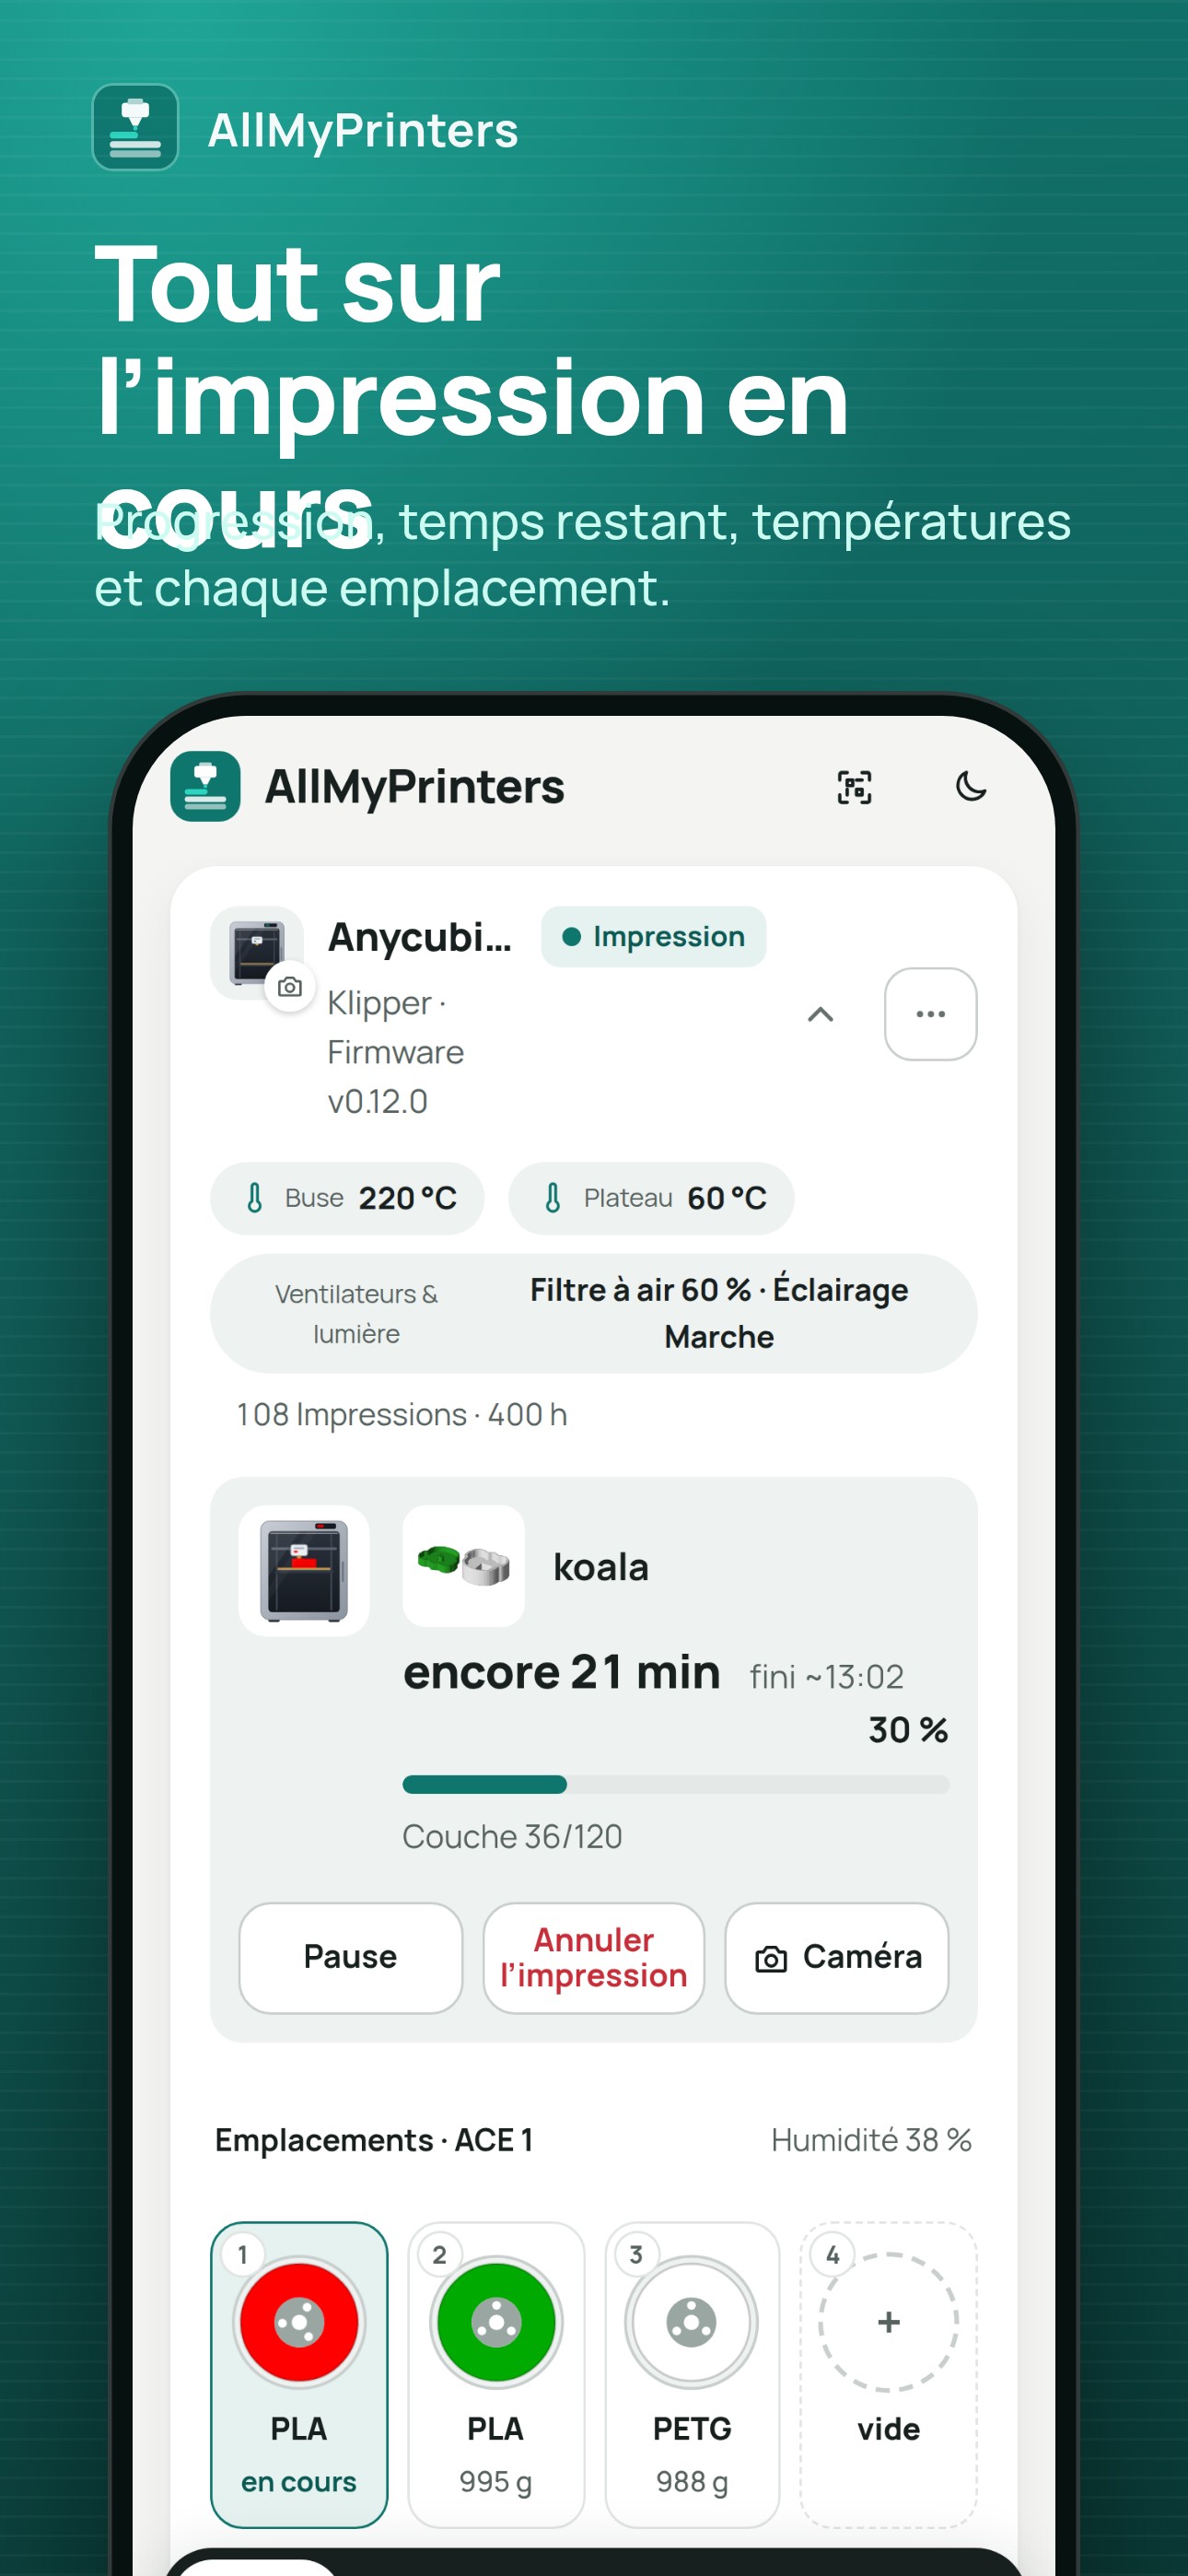 AllMyPrinters
Tout sur
l’impression en
cours
Progression, temps restant, températures
et chaque emplacement.
AllMyPrinters
Anycubi...
Impression
Klipper ·
Firmware
v0.12.0
Buse 220 °C
Plateau 60 °C
Ventilateurs &
lumière
Filtre à air 60 % · Éclairage
Marche
108 Impressions · 400 h
koala
encore 21 min fini ~13:02
30 %
Couche 36/120
Pause
Annuler
l’impression
Caméra
Emplacements · ACE 1
Humidité 38 %
1
PLA
en cours
2
PLA
995 g
3
PETG
988 g
4
+
vide